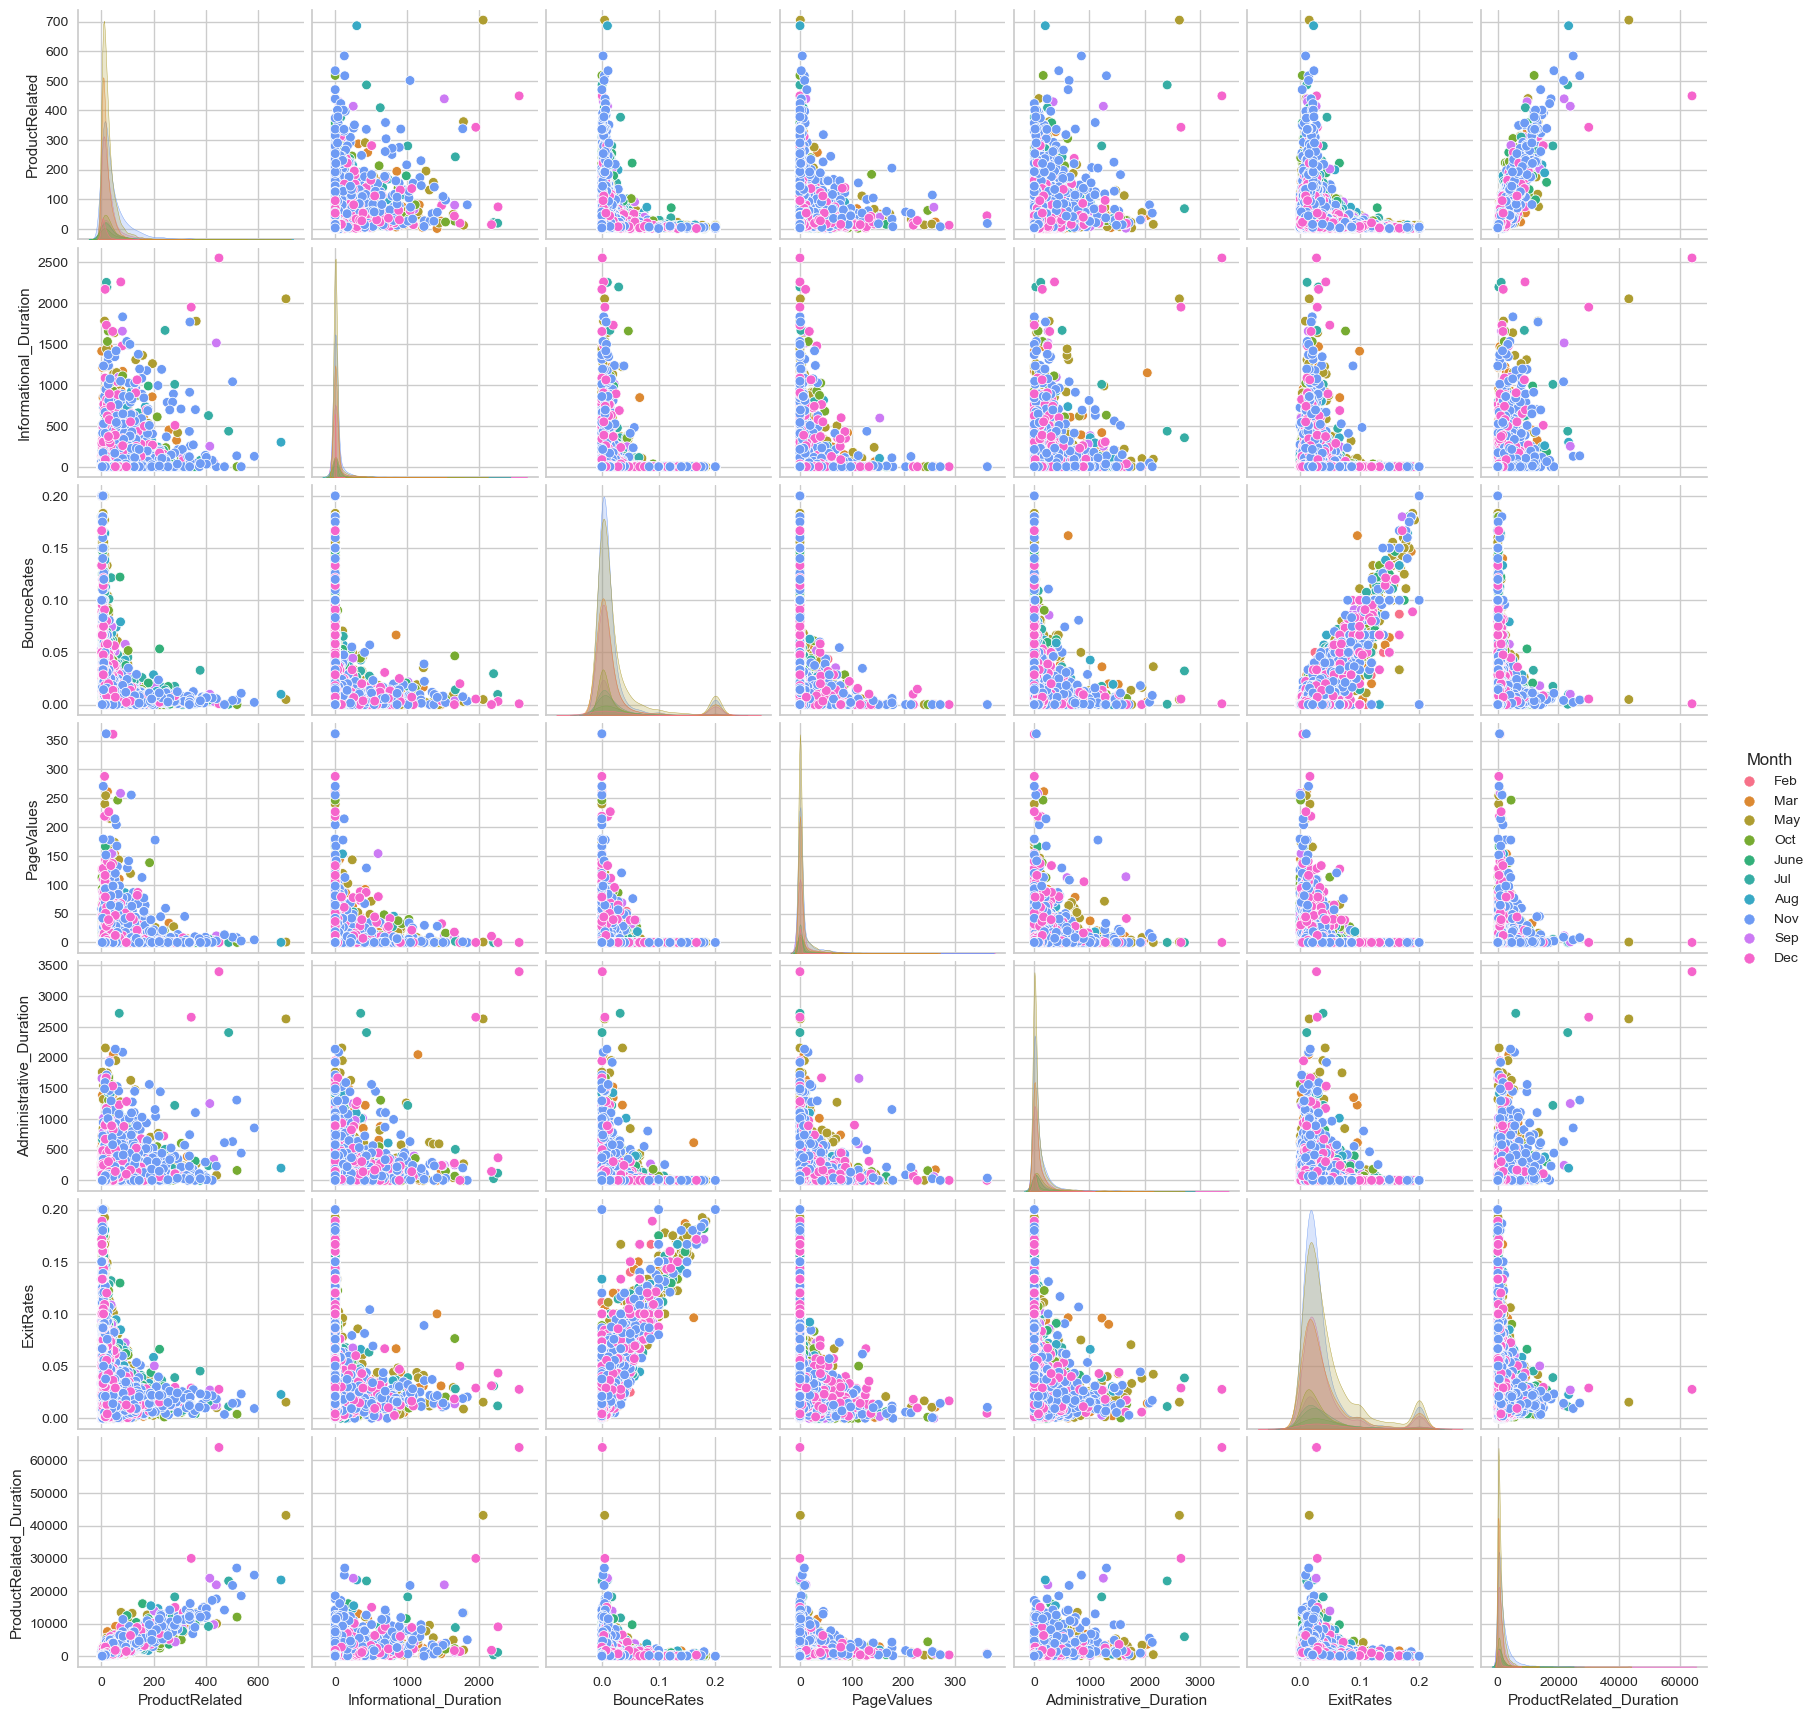 700
600
500
400
300
200
100
0
ProductRelated
2500
2000
1500
1000
500
0
Informational_Duration
0.20
0.15
0.10
0.05
0.00
BounceRates
350
300
250
200
150
100
50
0
PageValues
3500
3000
2500
2000
1500
1000
500
0
Administrative_Duration
0.20
0.15
0.10
0.05
0.00
ExitRates
60000
50000
40000
30000
20000
10000
0
ProductRelated_Duration
0 200 400 600
ProductRelated
0 1000 2000
Informational_Duration
0.0 0.1 0.2
BounceRates
0 100 200 300
PageValues
0 1000 2000 3000
Administrative_Duration
0.0 0.1 0.2
ExitRates
0 20000 40000 60000
ProductRelated_Duration
Month
Feb
Mar
May
Oct
June
Jul
Aug
Nov
Sep
Dec